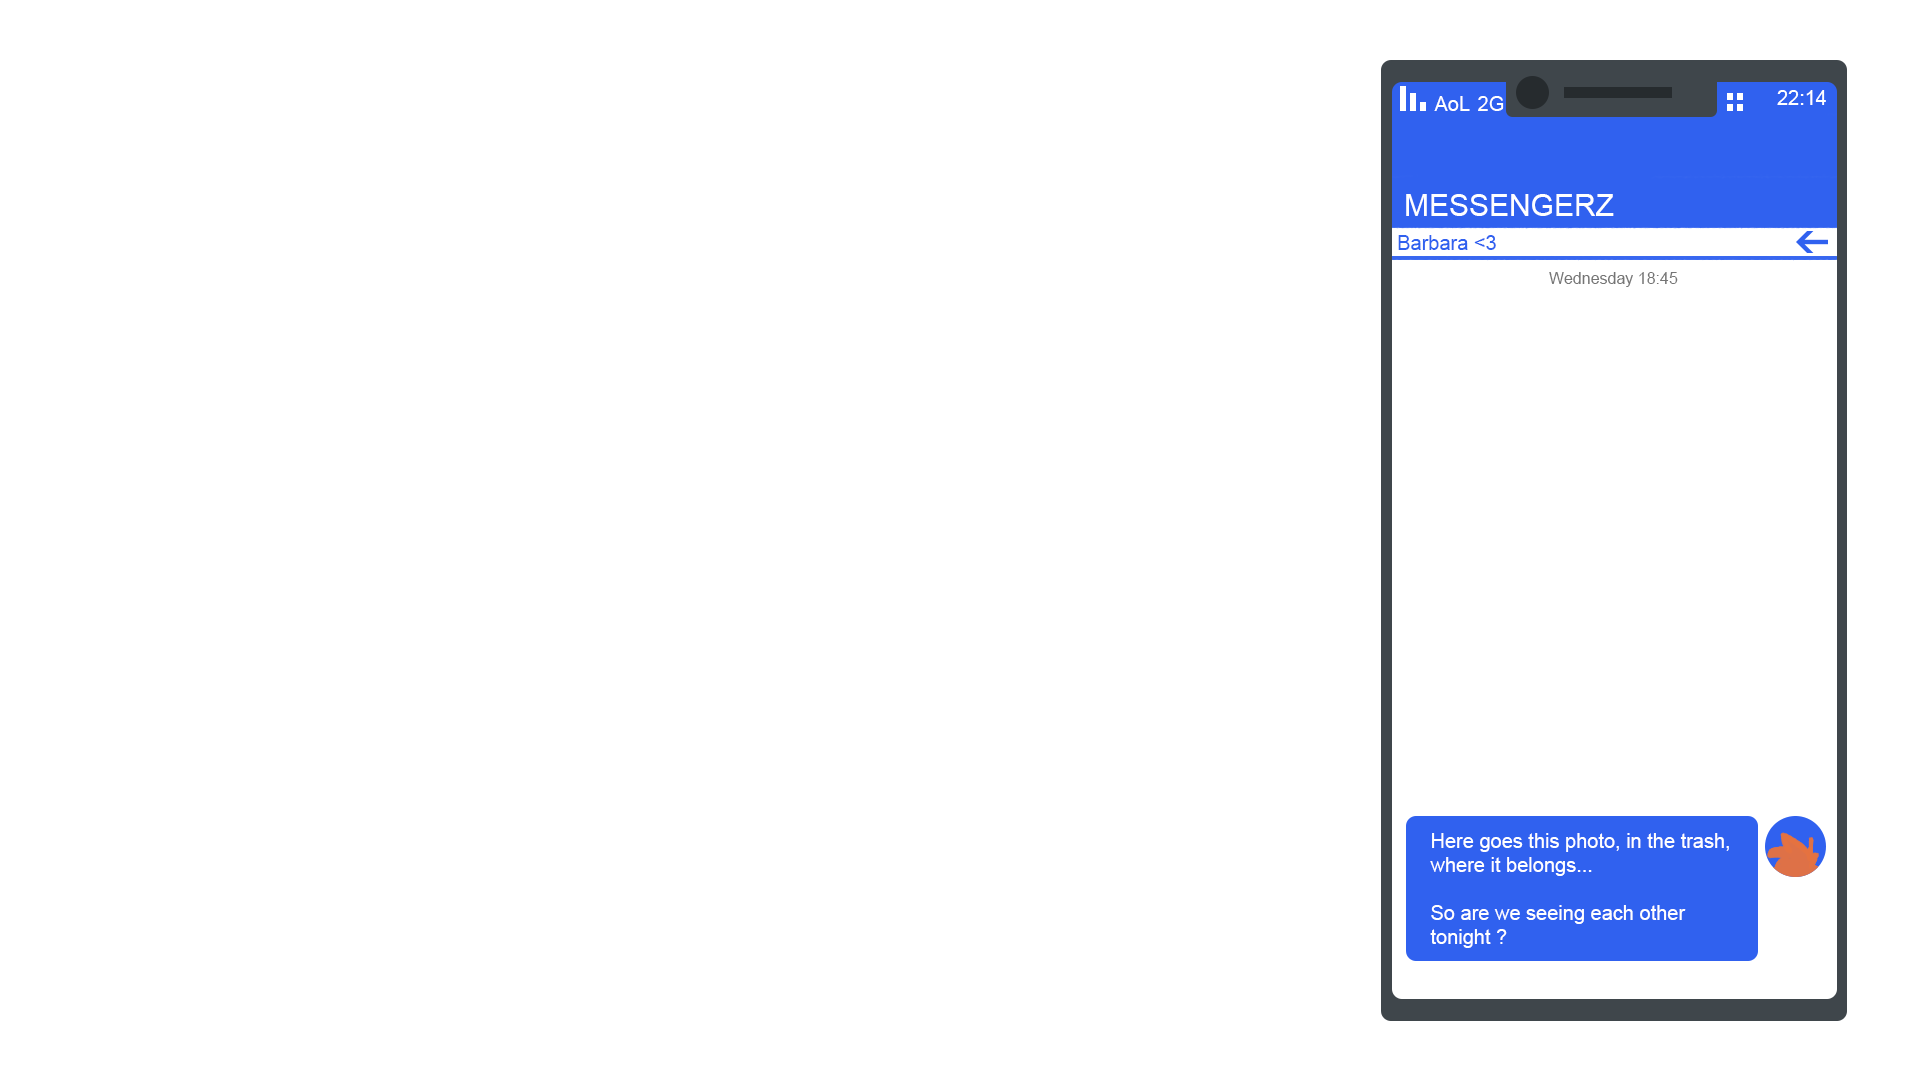 AoL 2G
22:14
MESSENGERZ
Barbara <3
Wednesday 18:45
Here goes this photo, in the trash,
where it belongs...
So are we seeing each other
tonight ?